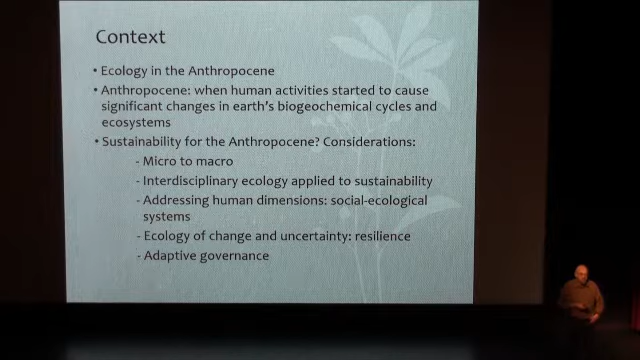 Context
• Ecology in the Anthropocene
• Anthropocene: when human activities started to cause
significant changes in earth's biogeochemical cycles and
ecosystems
• Sustainability for the Anthropocene? Considerations:
- Micro to macro
- Interdisciplinary ecology applied to sustainability
- Addressing human dimensions: social-ecological
systems
- Ecology of change and uncertainty: resilience
- Adaptive governance